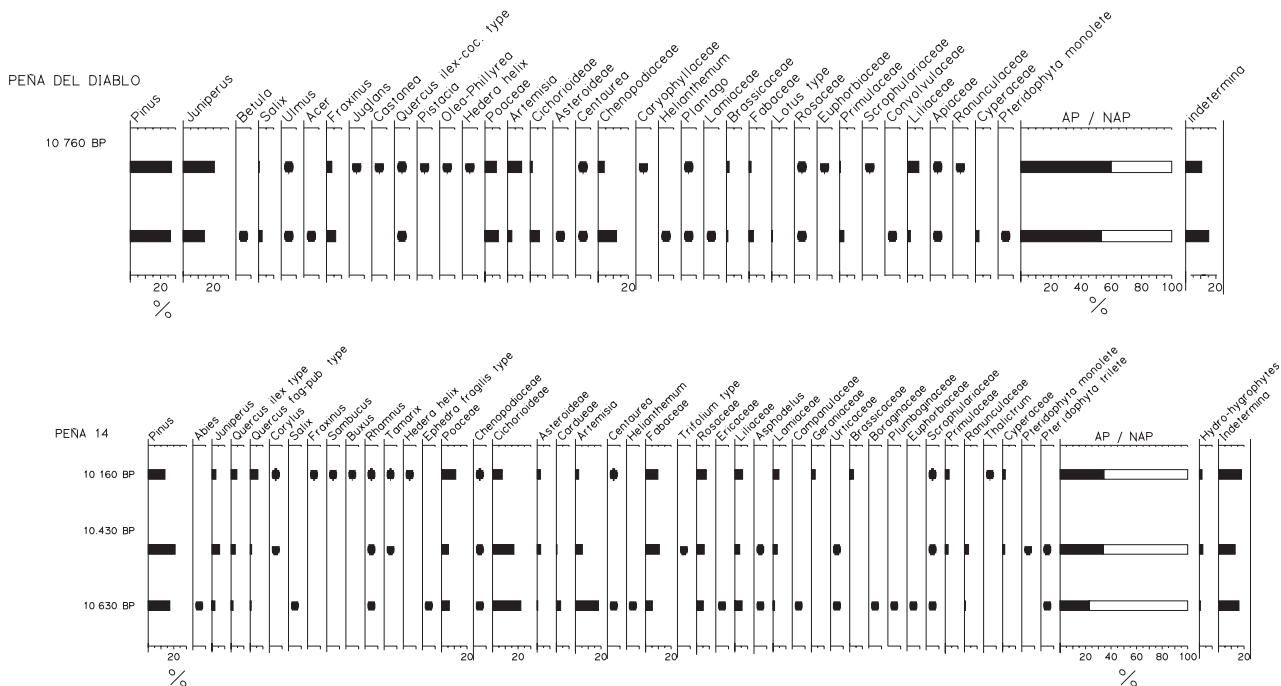 PEÑA DEL DIABLO
Pinus
Juniperus
Betula
Salix
Ulmus
Acer
Fraxinus
Juglans
Castanea
Quercus ilex-coc. type
Pistacia
Olea-Phillyrea
Hedera helix
Poaceae
Artemisia
Cichorioideae
Asteroideae
Centaurea
Chenopodiaceae
Caryophyllaceae
Helianthemum
Plantago
Lamiaceae
Brassicaceae
Fabaceae
Lotus type
Rosaceae
Euphorbiaceae
Primulaceae
Scrophulariaceae
Convolvulaceae
Liliaceae
Apiaceae
Ranunculaceae
Cyperaceae
Pteridophyta monolete
AP / NAP
indetermina
10 760 BP
20 20 20 20 40 60 80 100 20
% %
PEÑA 14
Pinus
Abies
Juniperus
Quercus ilex type
Quercus fag-pub type
Corylus
Salix
Fraxinus
Sambucus
Buxus
Rhamnus
Tamarix
Hedera helix
Ephedra fragilis type
Poaceae
Chenopodiaceae
Cichorioideae
Asteroideae
Cardueae
Artemisia
Centaurea
Helianthemum
Fabaceae
Trifolium type
Rosaceae
Ericaceae
Liliaceae
Asphodelus
Lamiaceae
Campanulaceae
Geraniaceae
Urticaceae
Brassicaceae
Boraginaceae
Plumbaginaceae
Euphorbiaceae
Scrophulariaceae
Primulaceae
Ranunculaceae
Thalictrum
Cyperaceae
Pteridophyta monolete
Pteridophyta trilete
AP / NAP
Hydro-hygrophytes
Indetermina
10 160 BP
10.430 BP
10 630 BP
20 20 20 20 20 20 40 60 80 100 20
% %